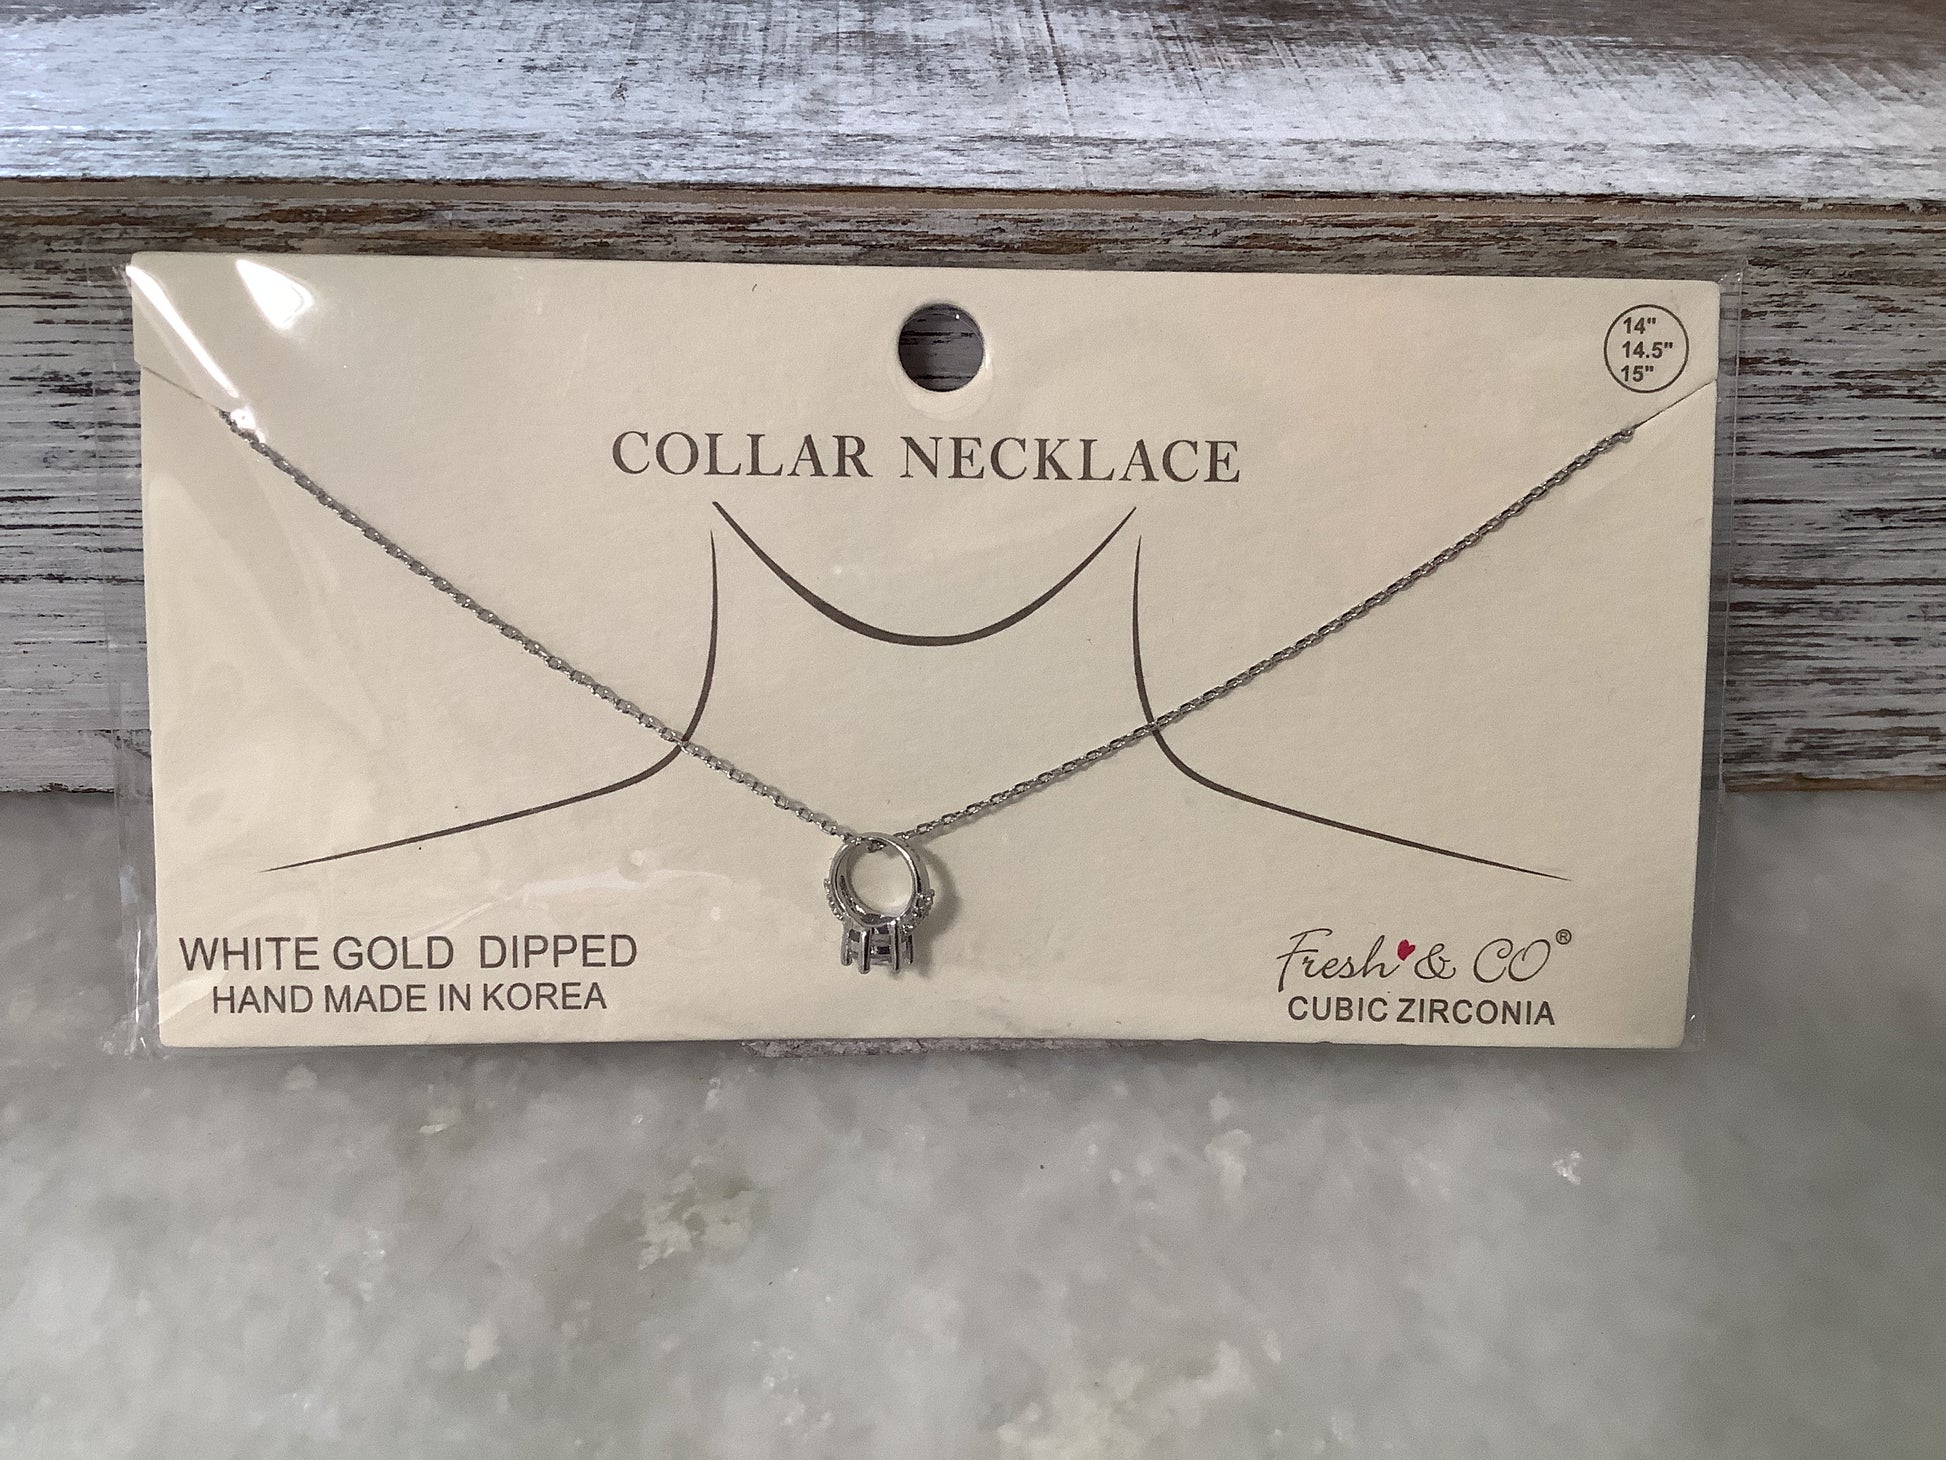 14"
14.5"
15"
COLLAR NECKLACE
WHITE GOLD DIPPED
HAND MADE IN KOREA
Fresh & CO®
CUBIC ZIRCONIA